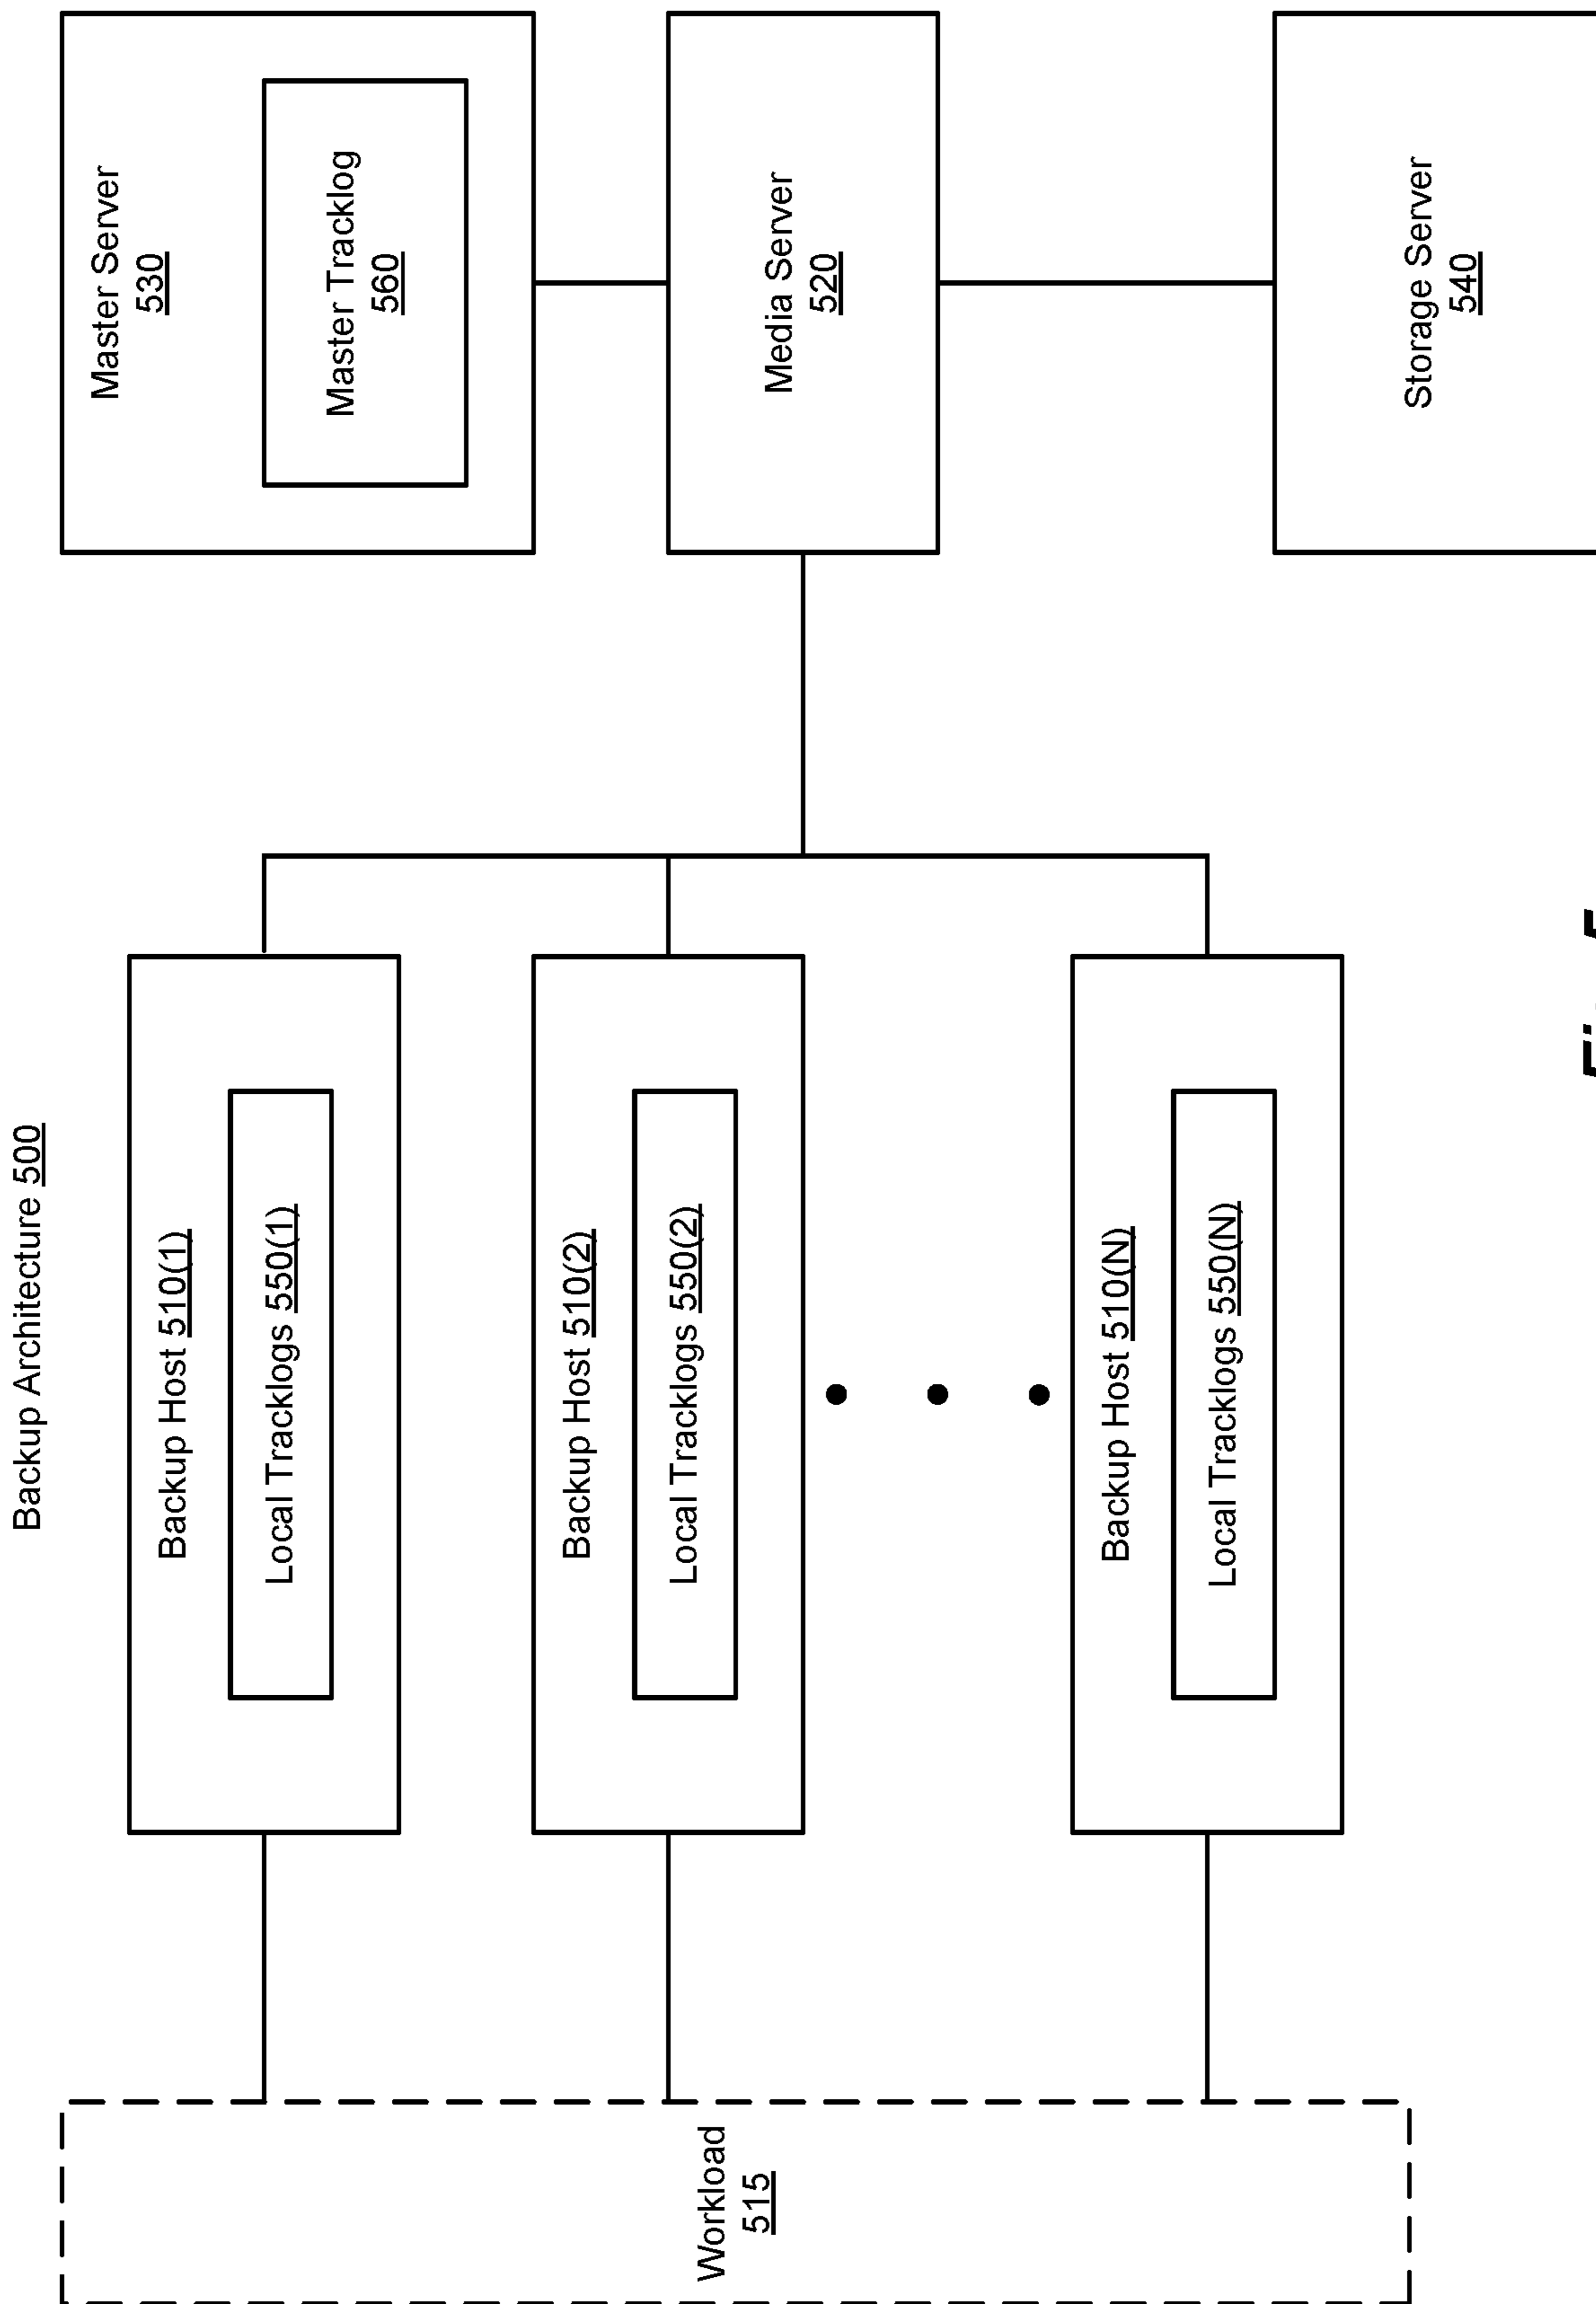 Backup Architecture 500
Workload
515
Backup Host 510(1)
Local Tracklogs 550(1)
Backup Host 510(2)
Local Tracklogs 550(2)
Backup Host 510(N)
Local Tracklogs 550(N)
Master Server
530
Master Tracklog
560
Media Server
520
Storage Server
540